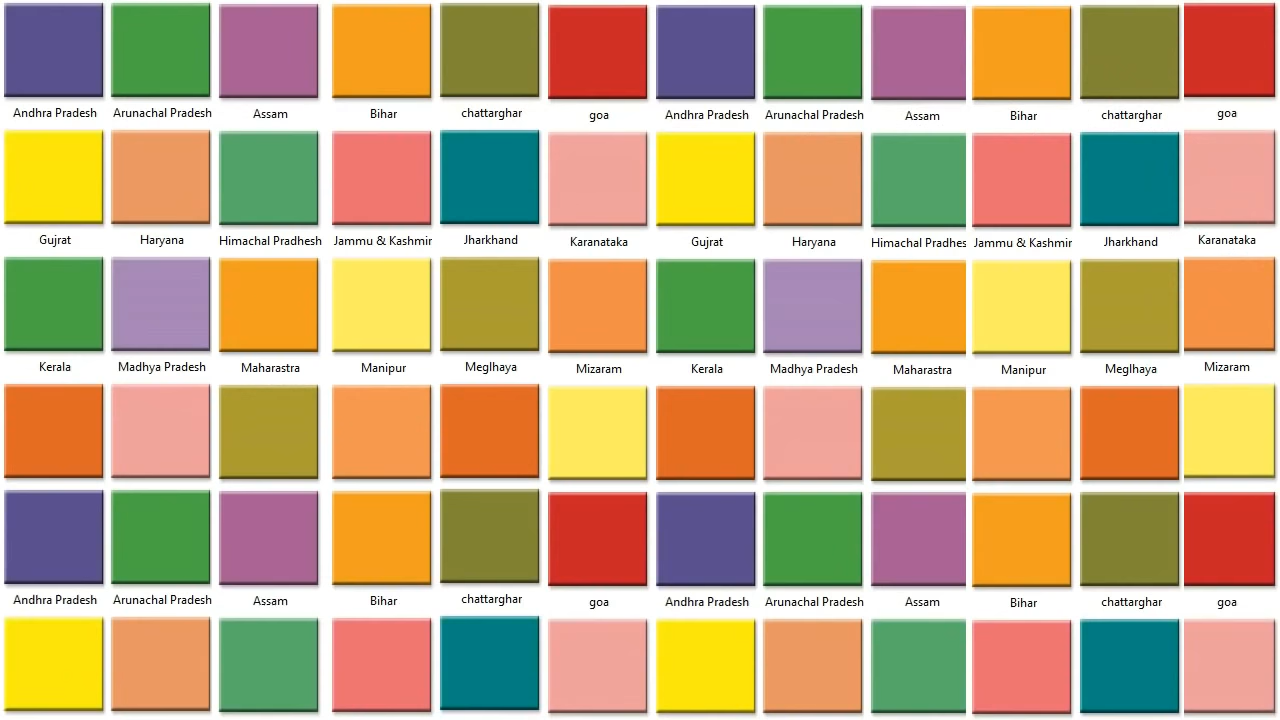 Andhra Pradesh Arunachal Pradesh Assam Bihar chattarghar goa Andhra Pradesh Arunachal Pradesh Assam Bihar chattarghar goa
Gujrat Haryana Himachal Pradhesh Jammu & Kashmir Jharkhand Karanataka Gujrat Haryana Himachal Pradhes Jammu & Kashmir Jharkhand Karanataka
Kerala Madhya Pradesh Maharastra Manipur Meglhaya Mizaram Kerala Madhya Pradesh Maharastra Manipur Meglhaya Mizaram
Andhra Pradesh Arunachal Pradesh Assam Bihar chattarghar goa Andhra Pradesh Arunachal Pradesh Assam Bihar chattarghar goa